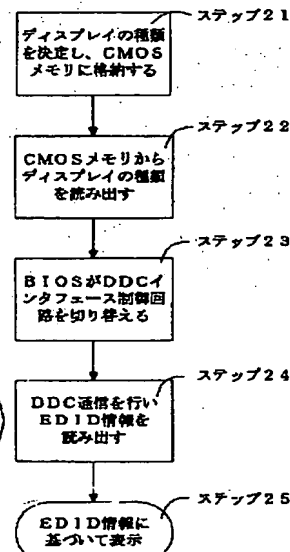 ステップ21
ディスプレイの種類
を決定し、CMOS
メモリに格納する
ステップ22
CMOSメモリから
ディスプレイの種類
を読み出す
ステップ23
BIOSがDDCイ
ンタフェース制御回
路を切り替える
ステップ24
DDC通信を行い
EDID情報を
読み出す
ステップ25
EDID情報に
基づいて表示